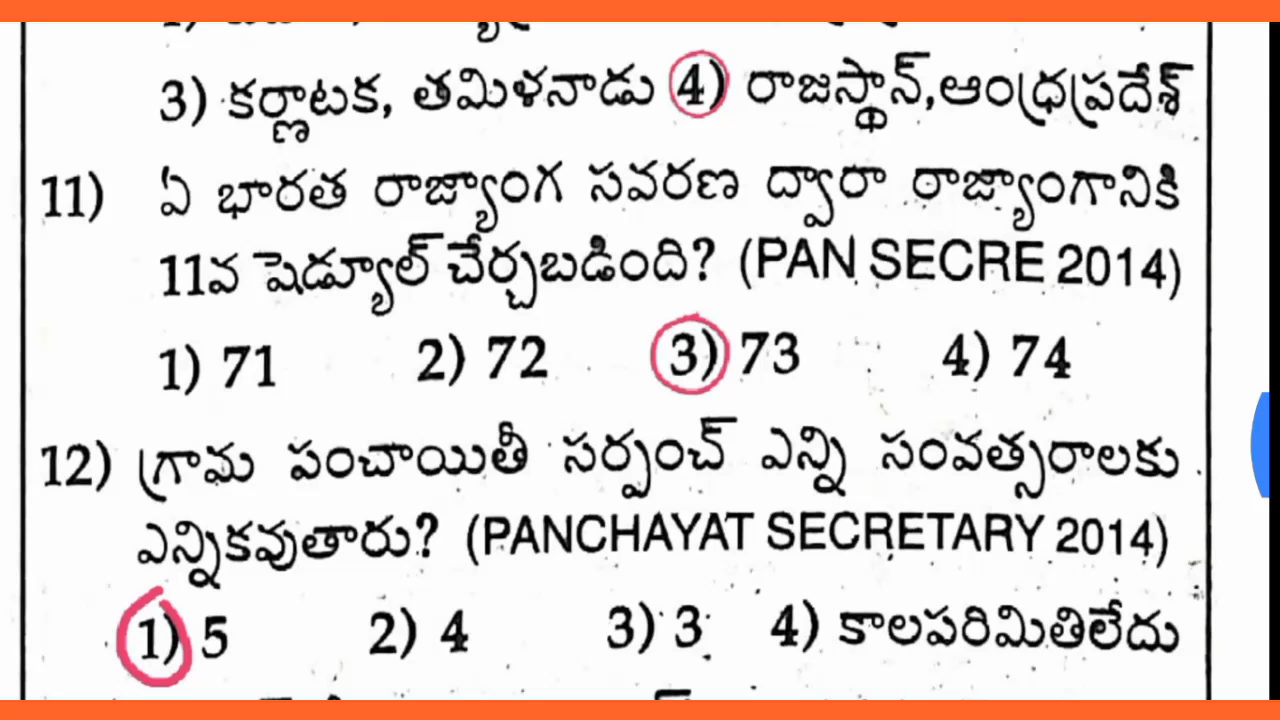 3) కర్ణాటక, తమిళనాడు 4) రాజస్థాన్,ఆంధ్రప్రదేశ్
11) ఏ భారత రాజ్యాంగ సవరణ ద్వారా రాజ్యాంగానికి
11వ షెడ్యూల్ చేర్చబడింది? (PAN SECRE 2014)
1) 71 2) 72 3) 73 4) 74
12) గ్రామ పంచాయితీ సర్పంచ్ ఎన్ని సంవత్సరాలకు
ఎన్నికవుతారు? (PANCHAYAT SECRETARY 2014)
1) 5 2) 4 3) 3 4) కాలపరిమితిలేదు